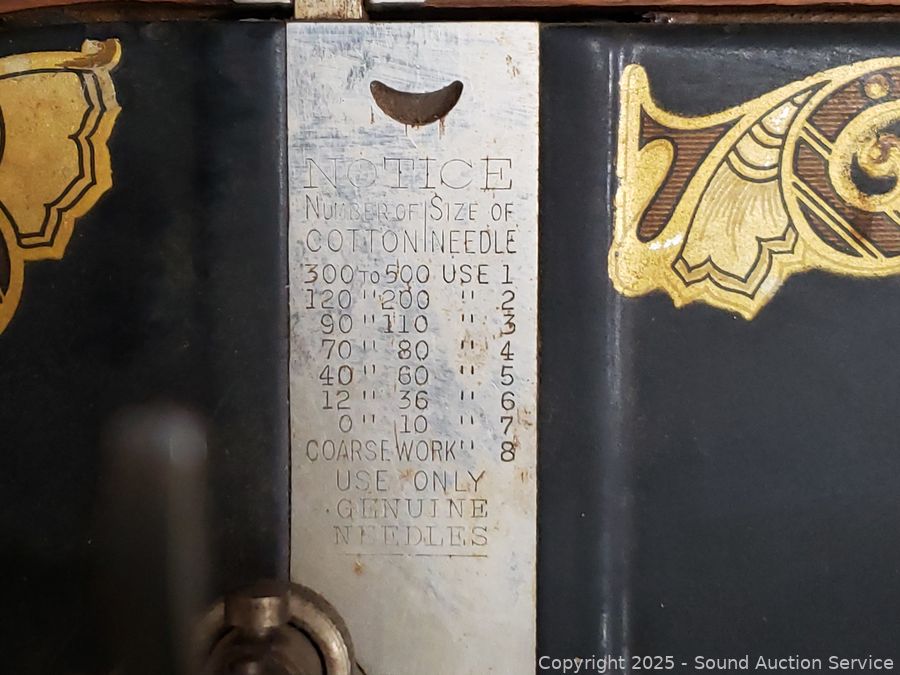 NOTICE
NUMBER OF SIZE OF
COTTON NEEDLE
300 TO 500 USE 1
120 " 200 " 2
90 " 110 " 3
70 " 80 " 4
40 " 60 " 5
12 " 36 " 6
0 " 10 " 7
COARSE WORK " 8
USE ONLY
GENUINE
NEEDLES
Copyright © 2025 - Sound Auction Service